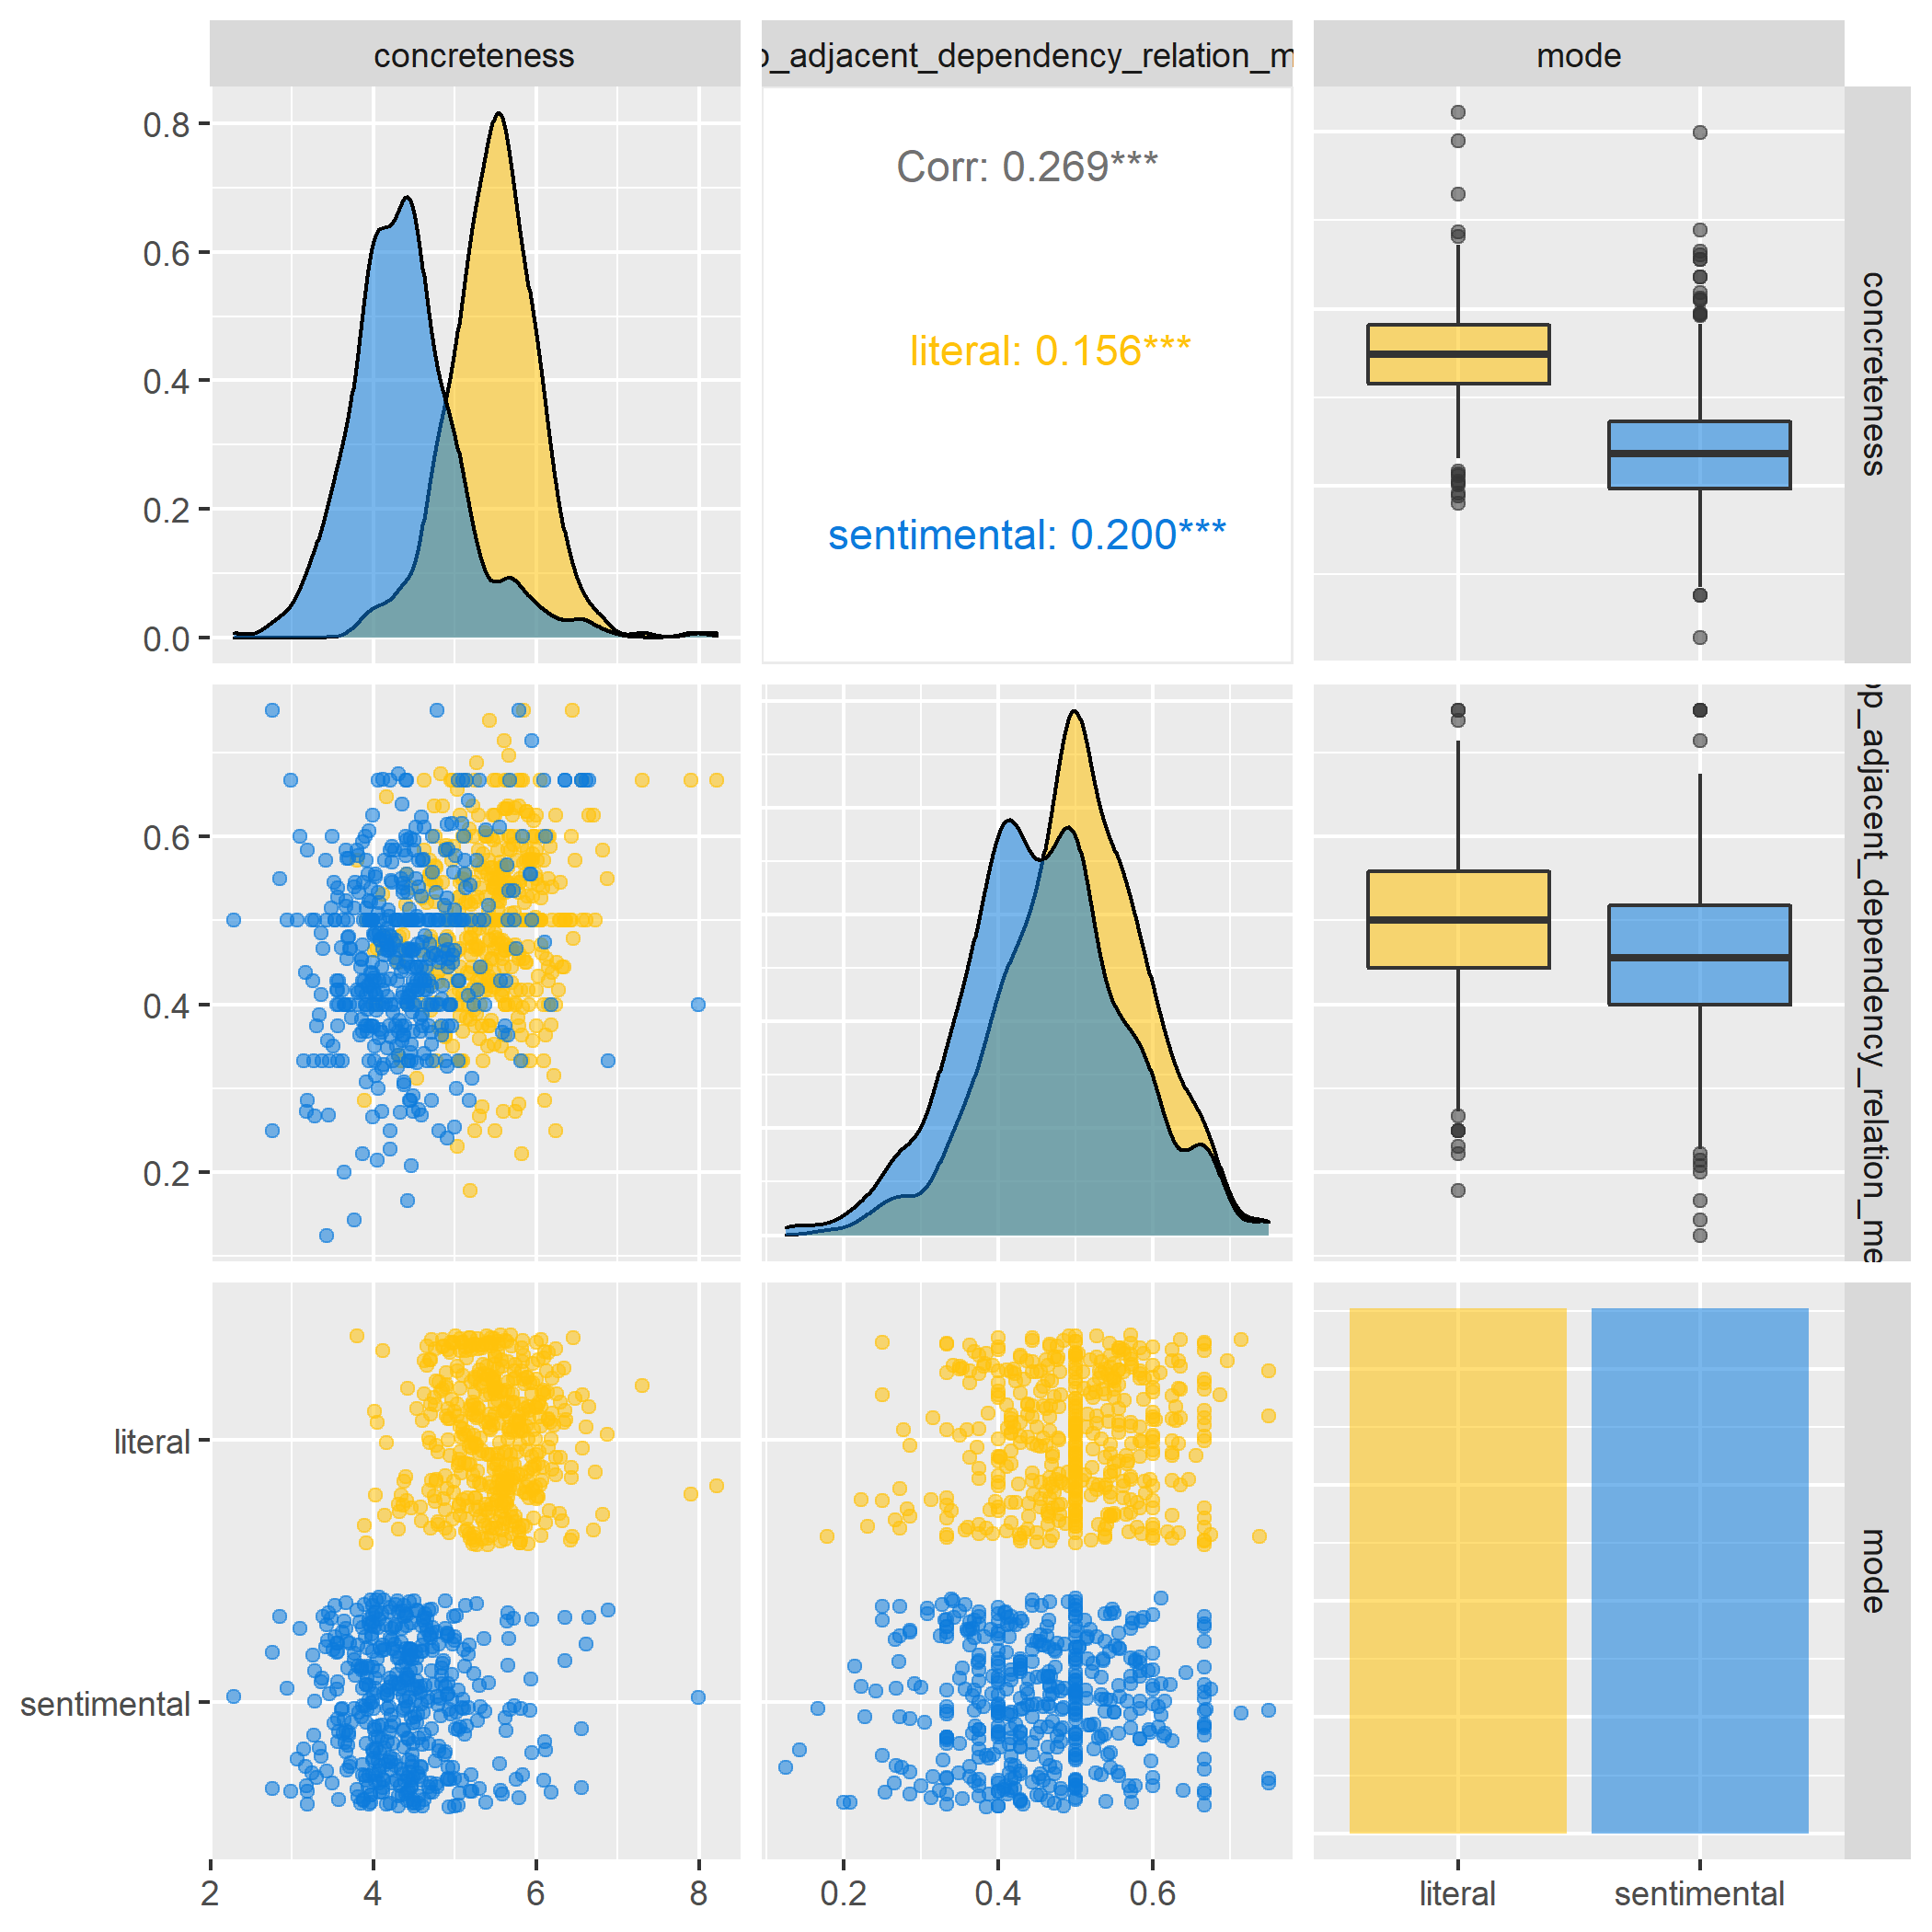 concreteness
p_adjacent_dependency_relation_m
mode
0.8
0.6
0.4
0.2
0.0
Corr: 0.269***
literal: 0.156***
sentimental: 0.200***
concreteness
0.6
0.4
0.2
pp_adjacent_dependency_relation_me
literal
sentimental
mode
2 4 6 8
0.2 0.4 0.6
literal sentimental